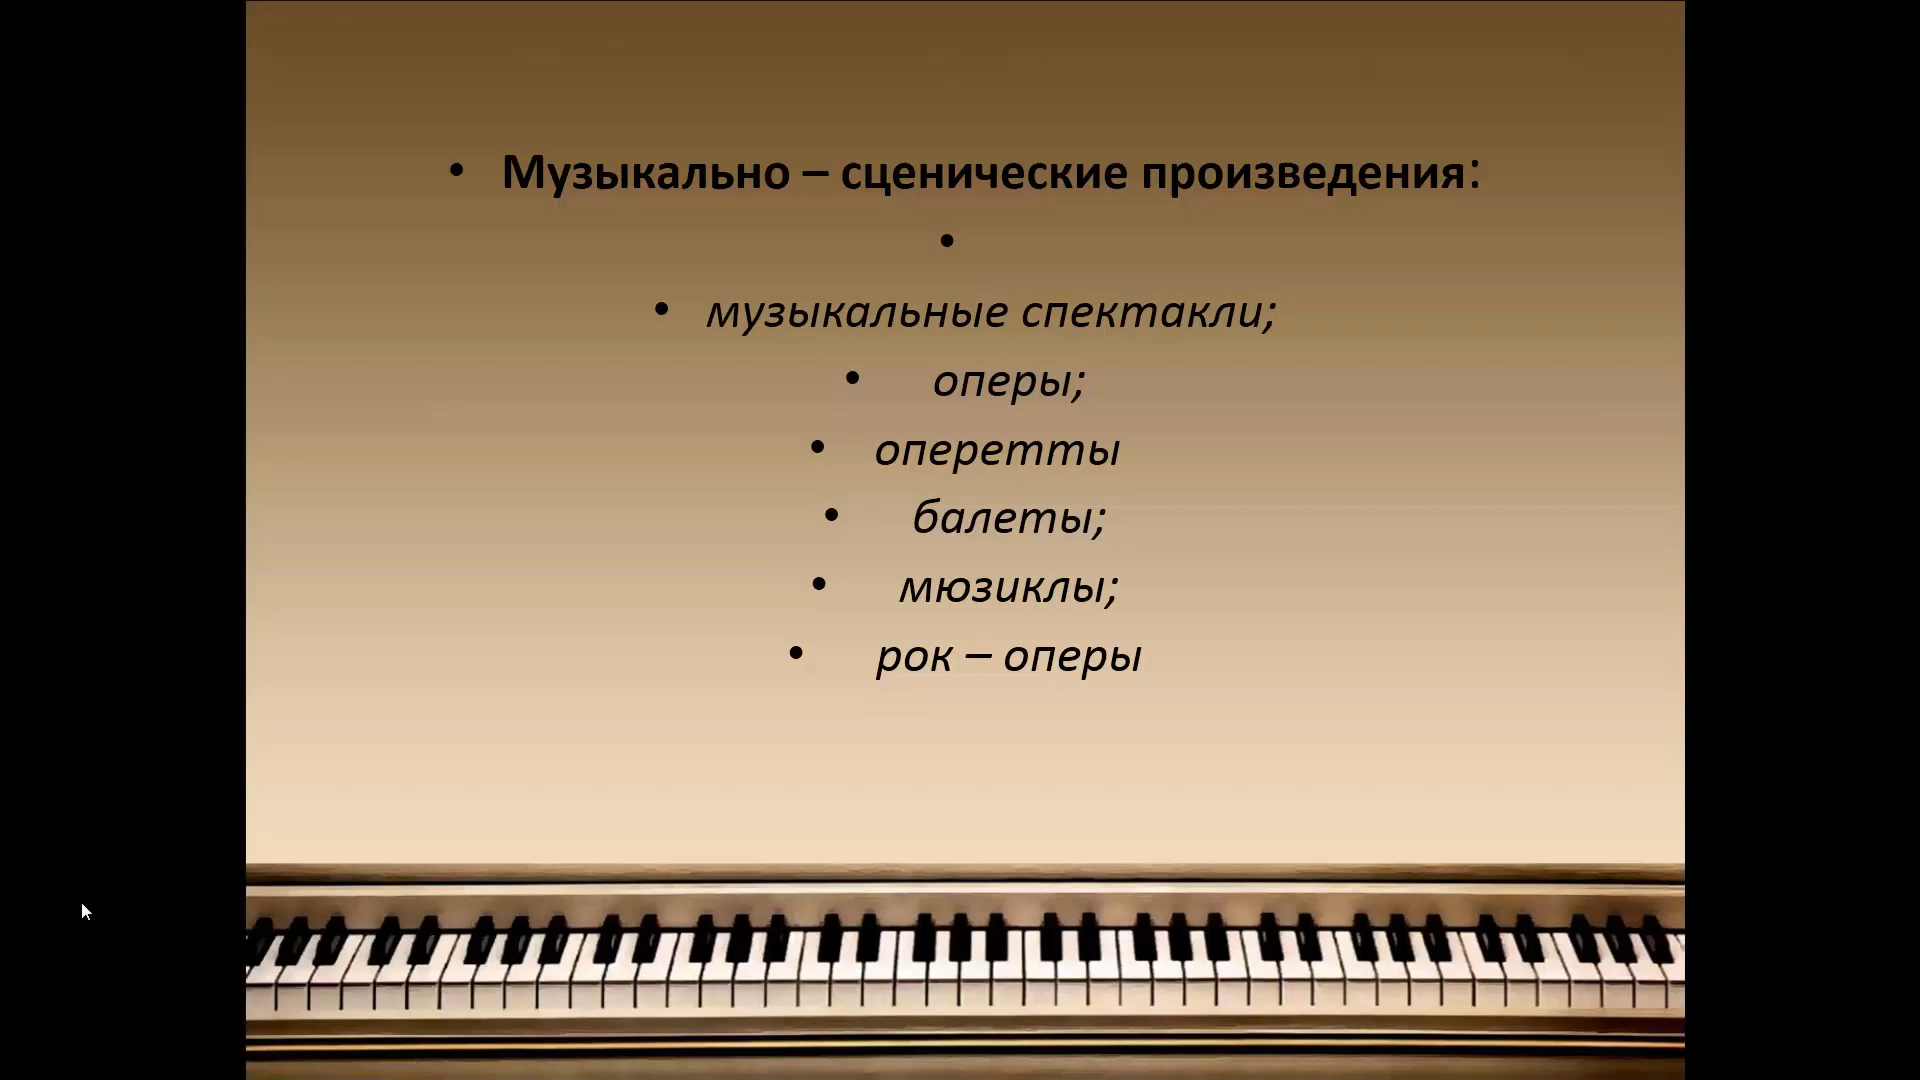 • Музыкально – сценические произведения:
•
• музыкальные спектакли;
• оперы;
• оперетты
• балеты;
• мюзиклы;
• рок – оперы